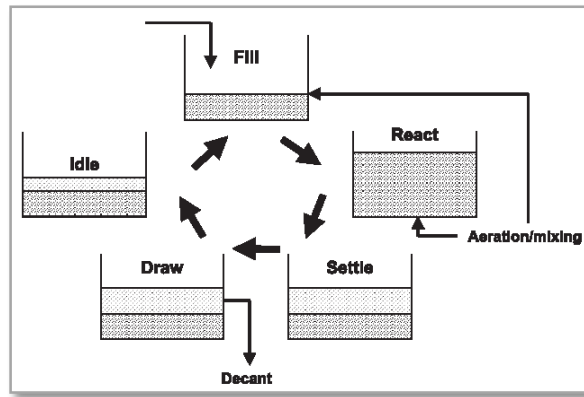 Fill
React
Idle
Aeration/mixing
Draw
Settle
Decant